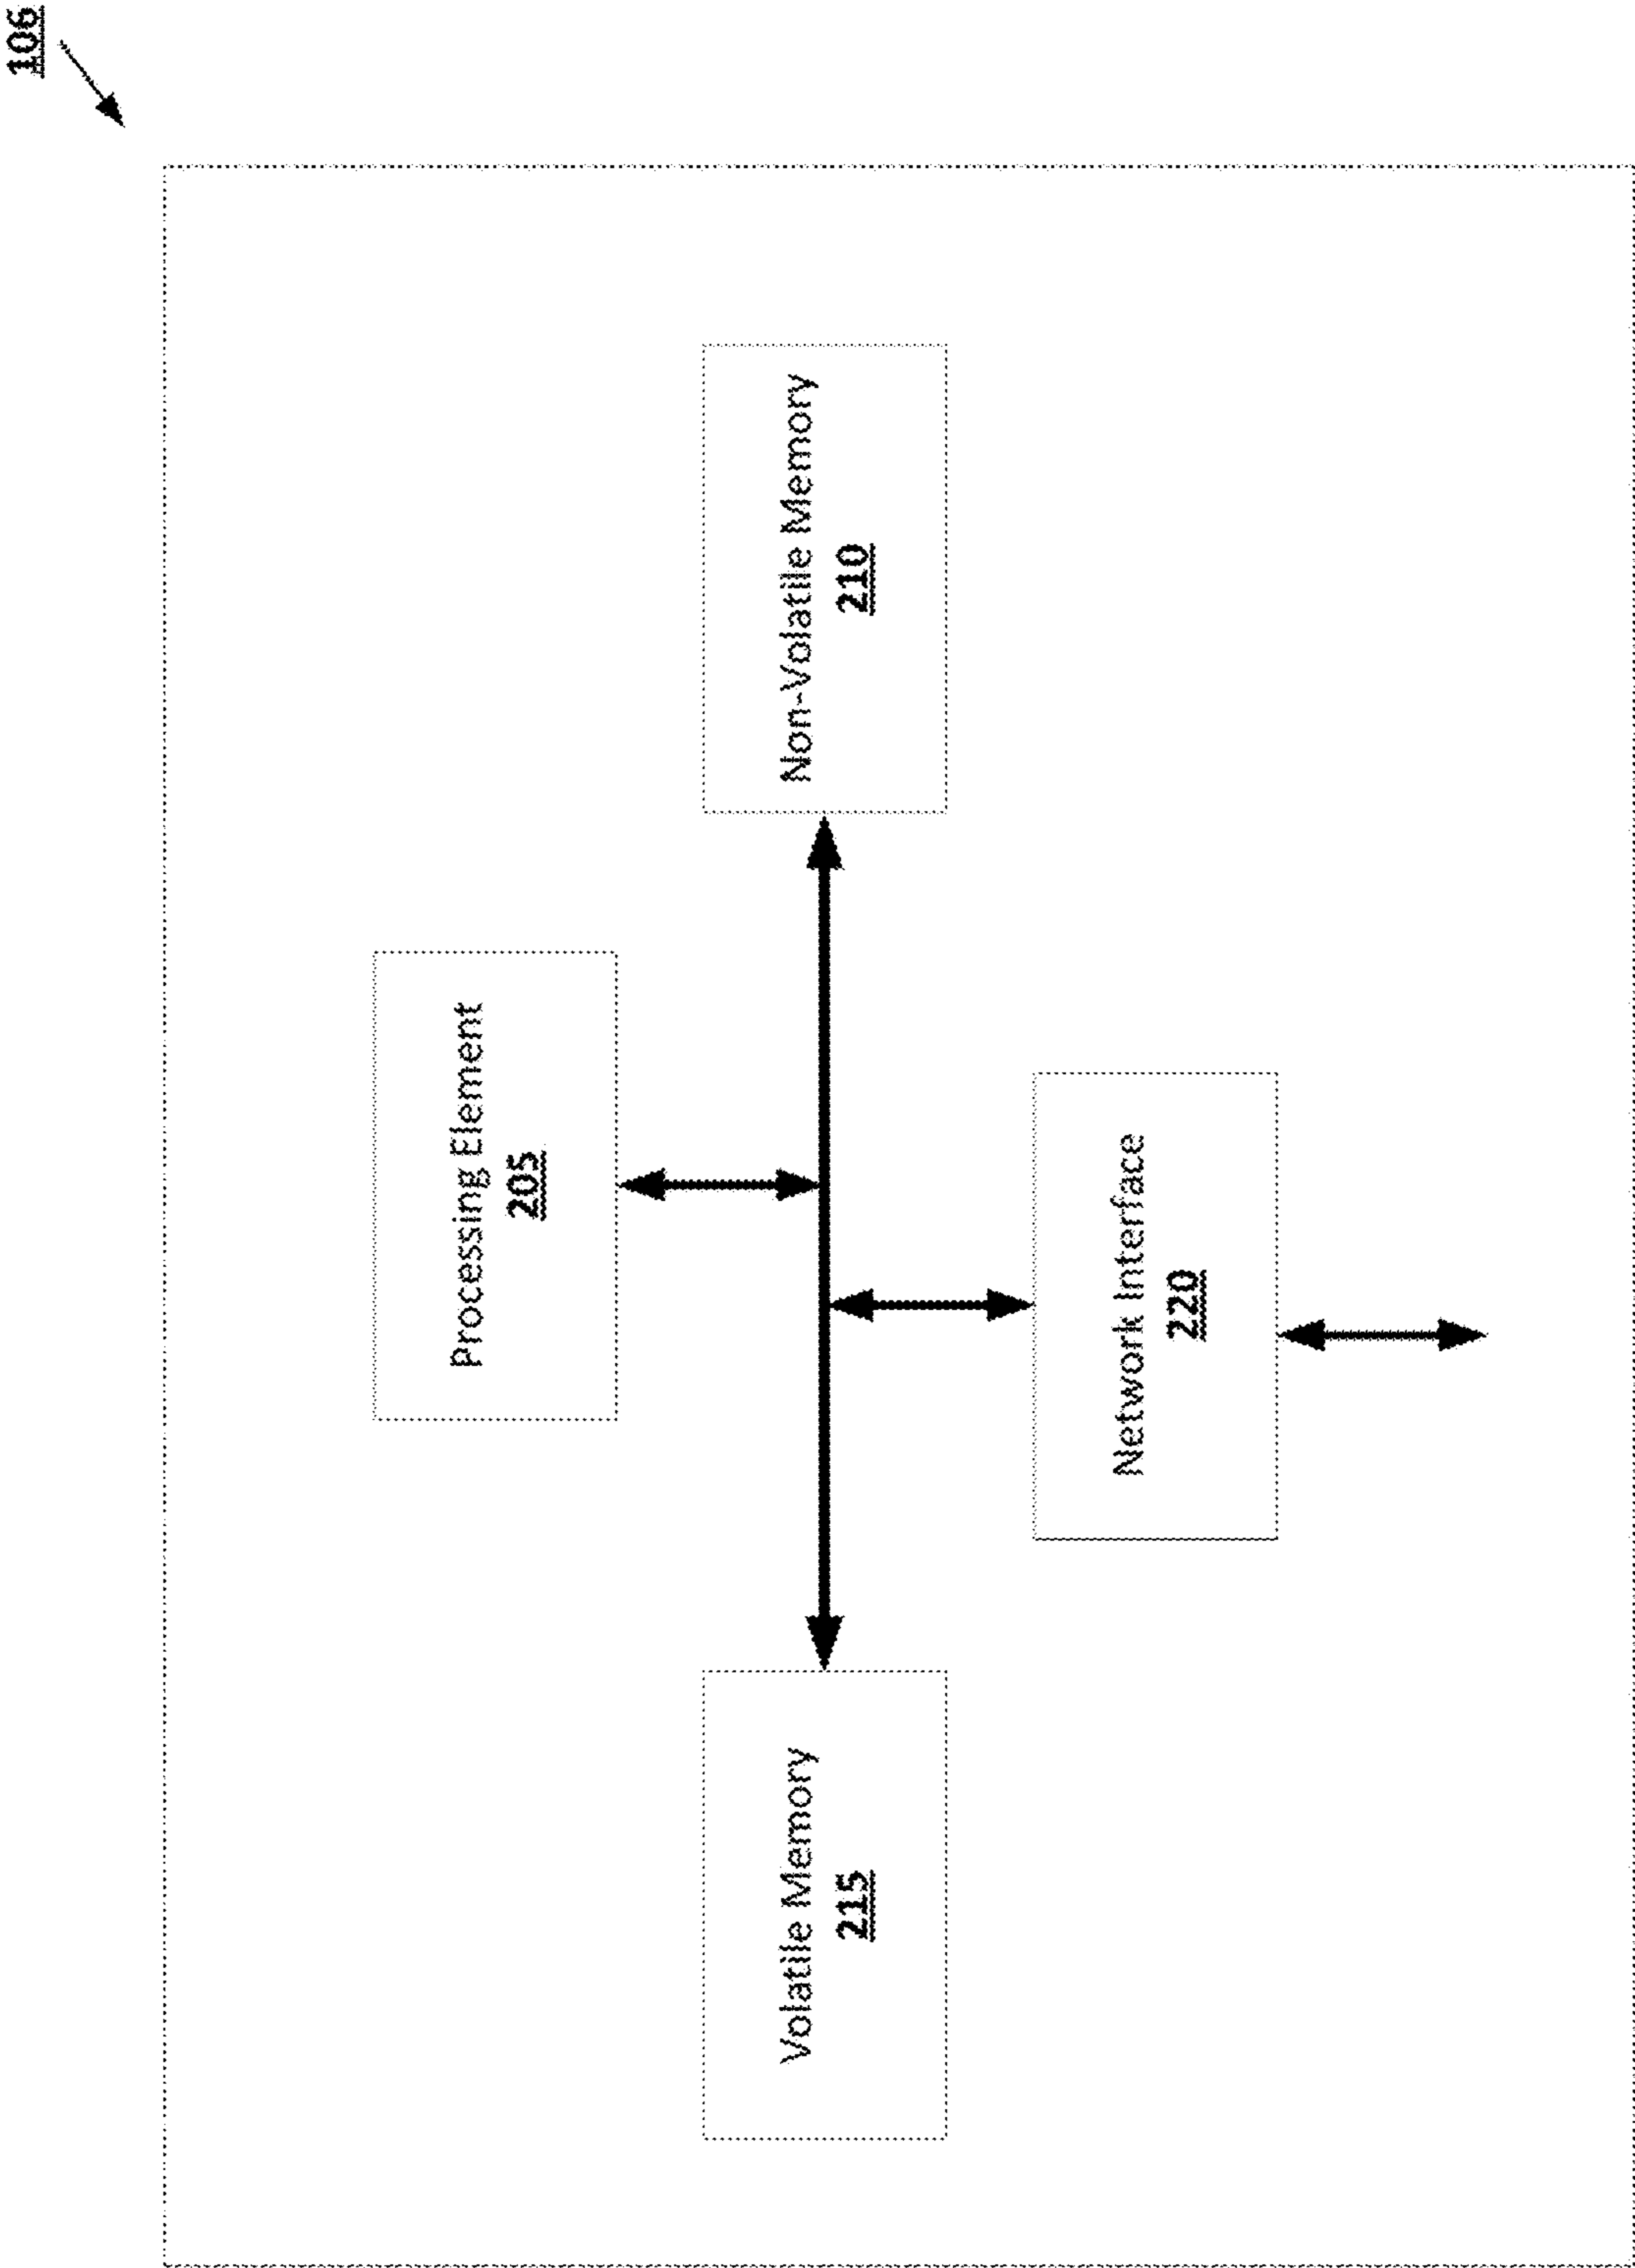 106
Processing Element
205
Volatile Memory
215
Non-Volatile Memory
210
Network Interface
220